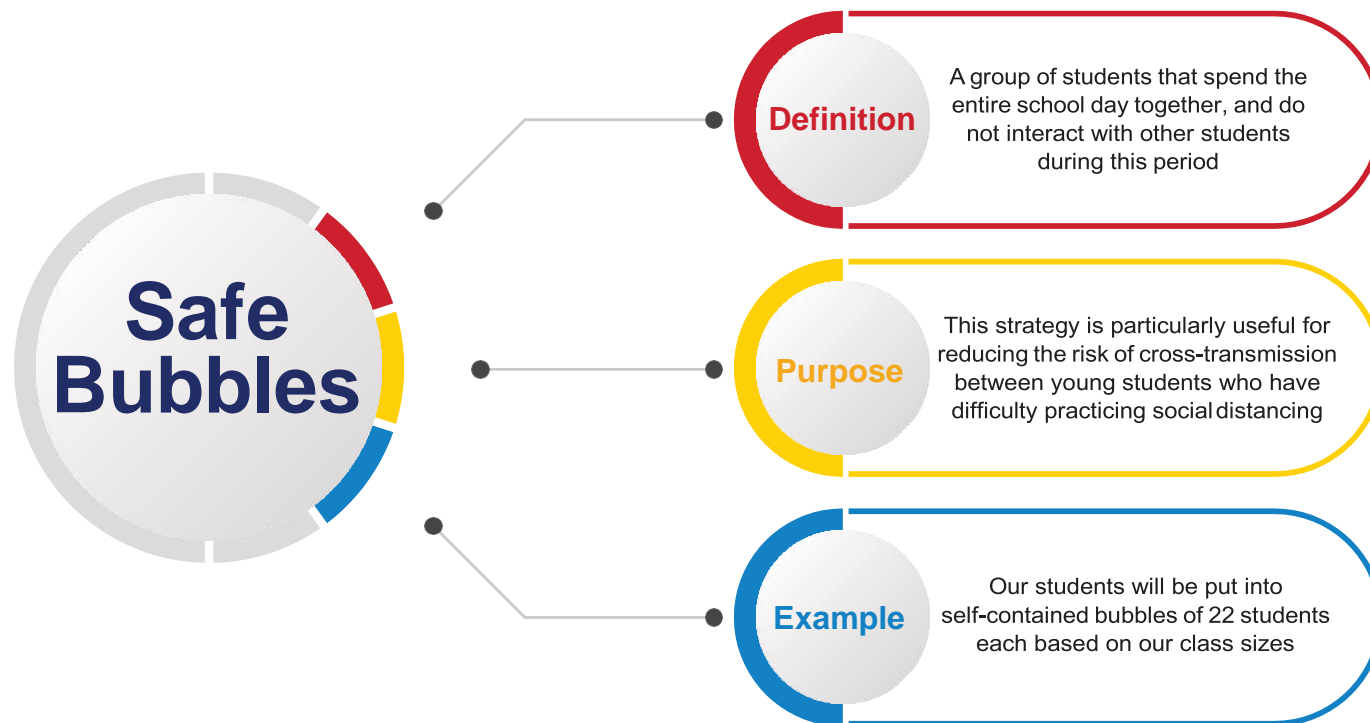 Safe
Bubbles
Definition
A group of students that spend the
entire school day together, and do
not interact with other students
during this period
Purpose
This strategy is particularly useful for
reducing the risk of cross-transmission
between young students who have
difficulty practicing social distancing
Example
Our students will be put into
self-contained bubbles of 22 students
each based on our class sizes